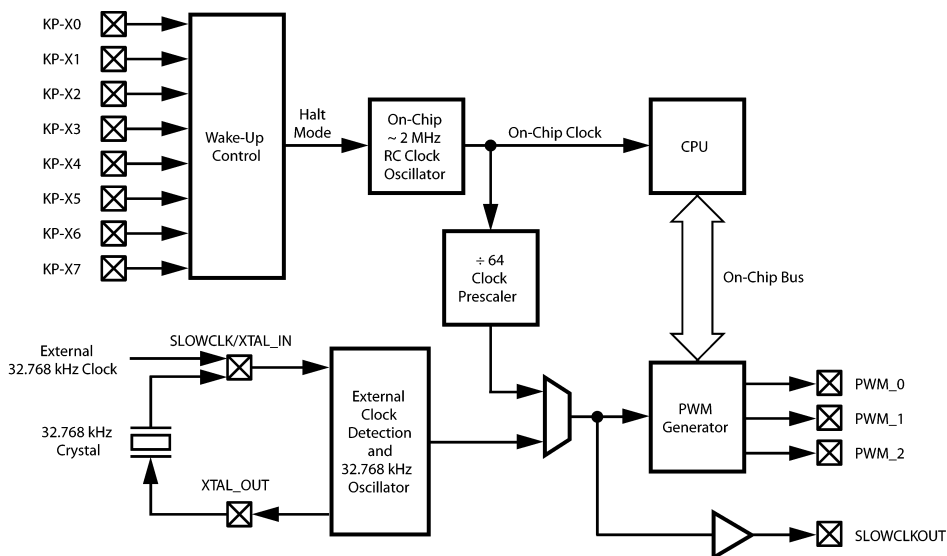 KP-X0
KP-X1
KP-X2
KP-X3
KP-X4
KP-X5
KP-X6
KP-X7
Wake-Up
Control
Halt
Mode
On-Chip
~ 2 MHz
RC Clock
Oscillator
On-Chip Clock
CPU
÷ 64
Clock
Prescaler
On-Chip Bus
External
32.768 kHz Clock
SLOWCLK/XTAL_IN
32.768 kHz
Crystal
XTAL_OUT
External
Clock
Detection
and
32.768 kHz
Oscillator
PWM
Generator
PWM_0
PWM_1
PWM_2
SLOWCLKOUT